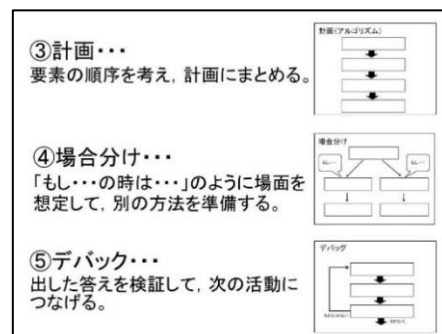 ③計画・・・
要素の順序を考え，計画にまとめる。
計画(アルゴリズム)
④場合分け・・・
「もし・・・の時は・・・」のように場面を
想定して，別の方法を準備する。
場合分け
もし…
もし…
⑤デバック・・・
出した答えを検証して，次の活動に
つなげる。
デバッグ